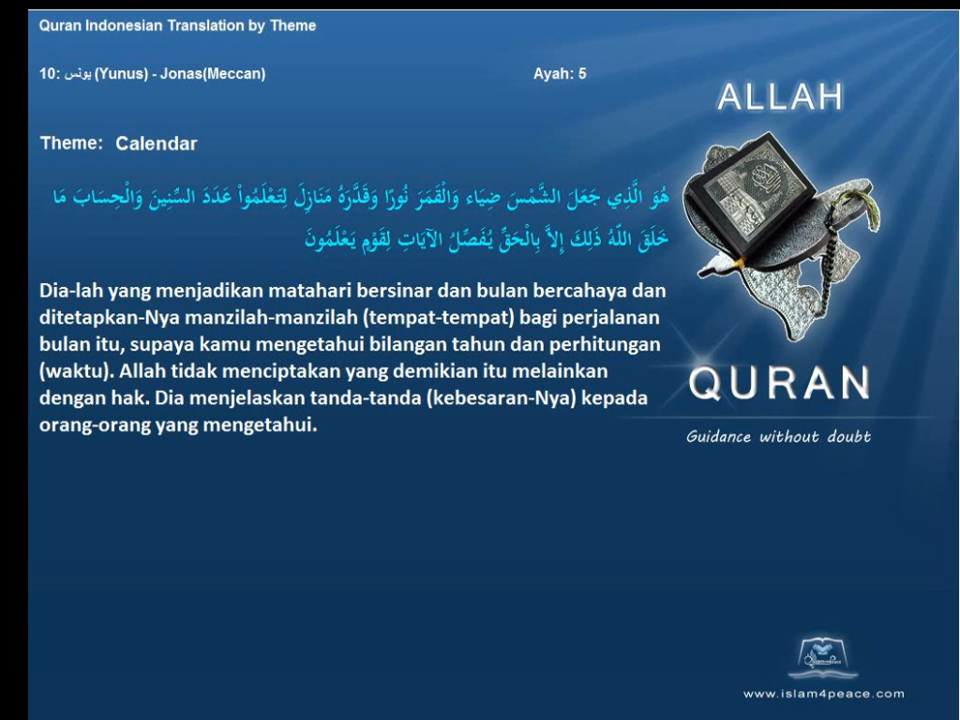 Quran Indonesian Translation by Theme
10: يونس (Yunus) - Jonas(Meccan) Ayah: 5
ALLAH
Theme: Calendar
هُوَ الَّذِي جَعَلَ الشَّمْسَ ضِيَاء وَالْقَمَرَ نُورًا وَقَدَّرَهُ مَنَازِلَ لِتَعْلَمُواْ عَدَدَ السِّنِينَ وَالْحِسَابَ مَا
خَلَقَ اللّهُ ذَلِكَ إِلاَّ بِالْحَقِّ يُفَصِّلُ الآيَاتِ لِقَوْمٍ يَعْلَمُونَ
Dia-lah yang menjadikan matahari bersinar dan bulan bercahaya dan
ditetapkan-Nya manzilah-manzilah (tempat-tempat) bagi perjalanan
bulan itu, supaya kamu mengetahui bilangan tahun dan perhitungan
(waktu). Allah tidak menciptakan yang demikian itu melainkan
dengan hak. Dia menjelaskan tanda-tanda (kebesaran-Nya) kepada
orang-orang yang mengetahui.
QURAN
Guidance without doubt
www.islam4peace.com